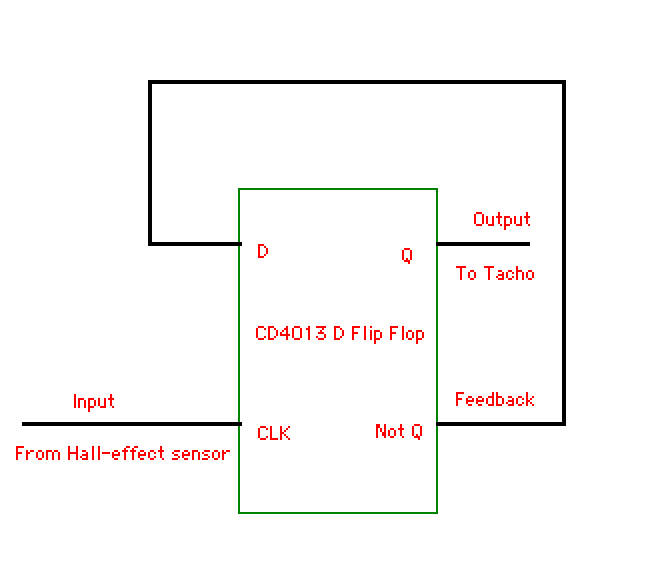 Output
D
Q
To Tacho
CD4013 D Flip Flop
Input
Feedback
CLK
Not Q
From Hall-effect sensor